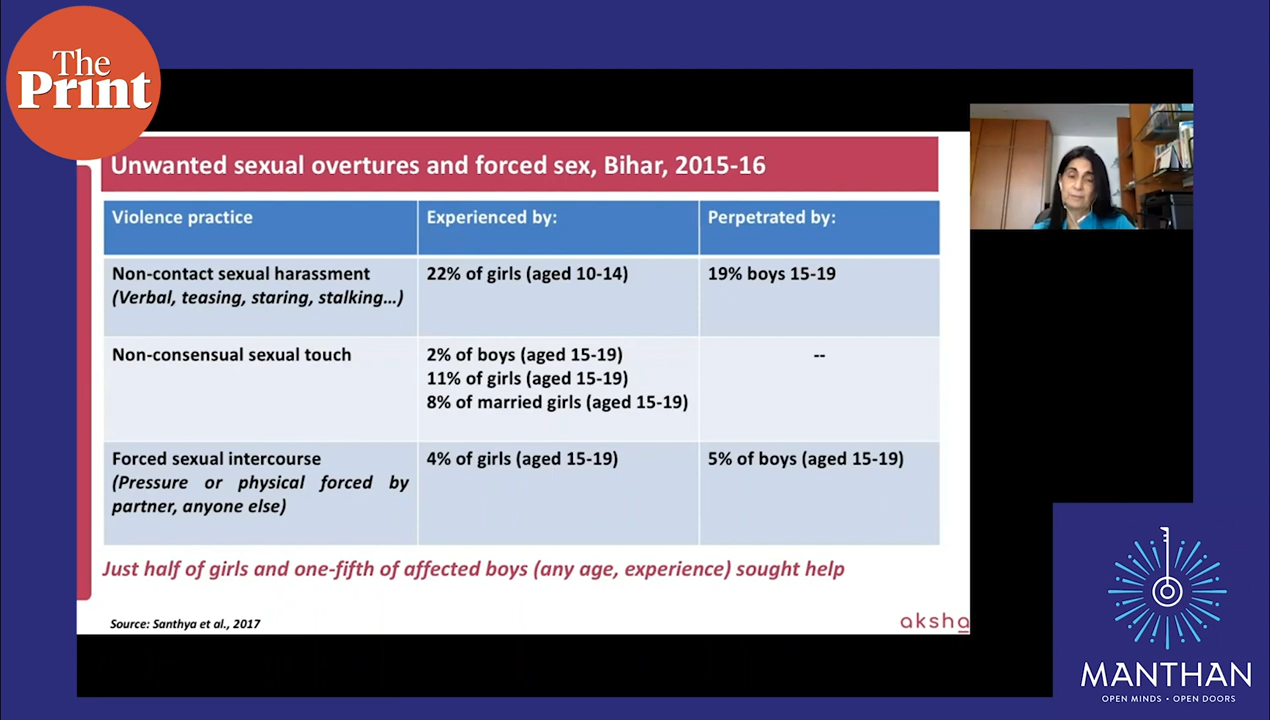 The
Print
Unwanted sexual overtures and forced sex, Bihar, 2015-16
Violence practice
Experienced by:
Perpetrated by:
Non-contact sexual harassment
(Verbal, teasing, staring, stalking...)
22% of girls (aged 10-14)
19% boys 15-19
Non-consensual sexual touch
2% of boys (aged 15-19)
11% of girls (aged 15-19)
8% of married girls (aged 15-19)
--
Forced sexual intercourse
(Pressure or physical forced by
partner, anyone else)
4% of girls (aged 15-19)
5% of boys (aged 15-19)
Just half of girls and one-fifth of affected boys (any age, experience) sought help
Source: Santhya et al., 2017
aksha
MANTHAN
OPEN MINDS • OPEN DOORS